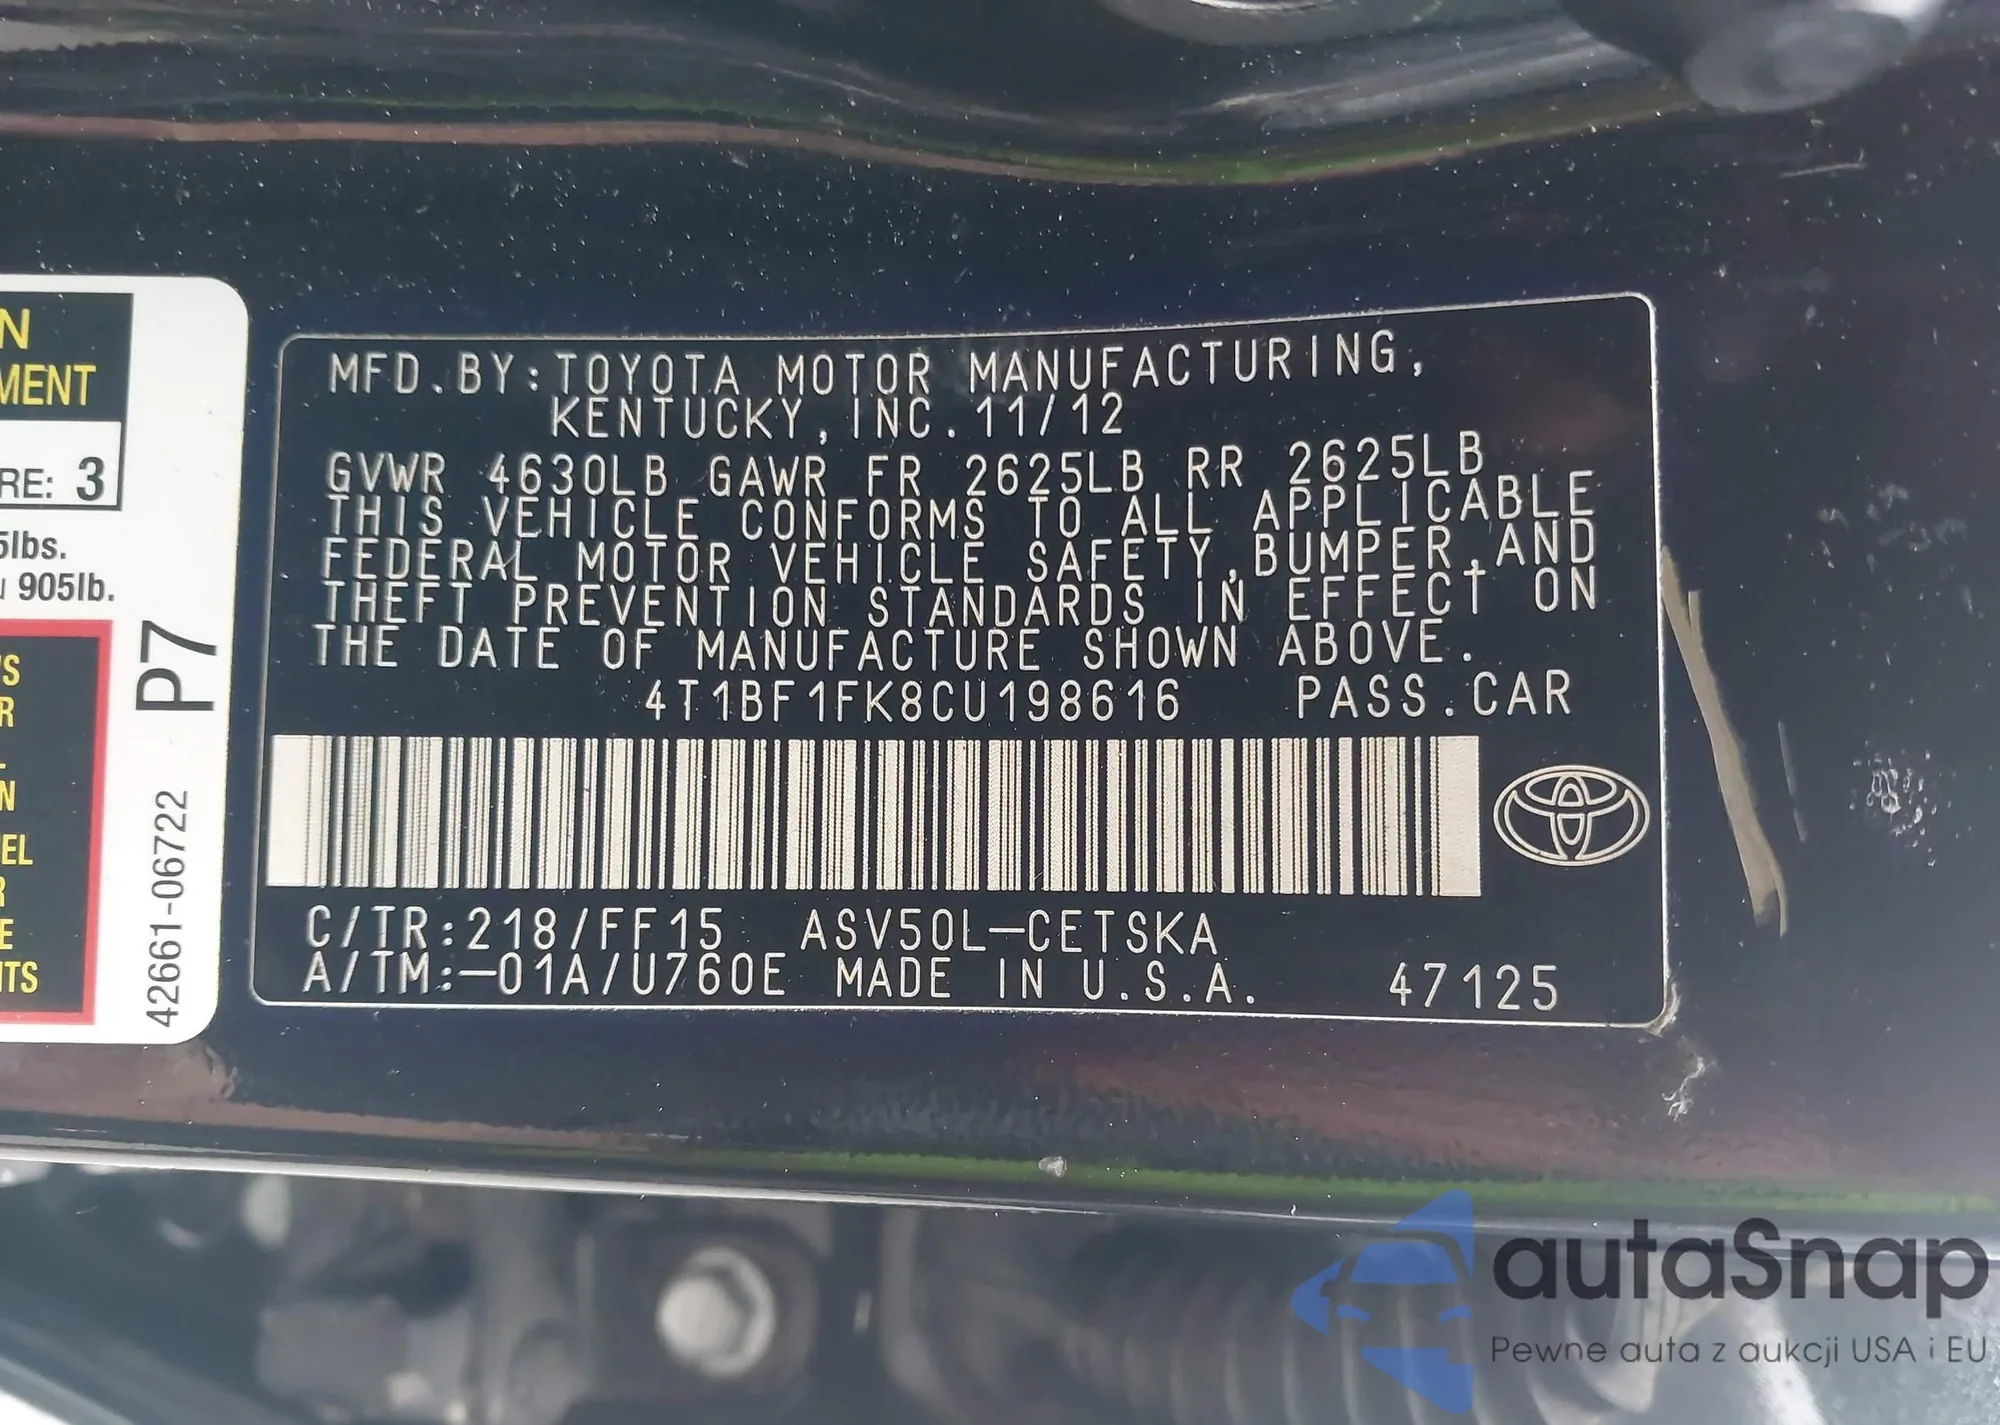 N
MENT
RE: 3
5lbs.
905lb.
'S
R
N
EL
R
E
NTS
P7
42661-06722
MFD.BY:TOYOTA MOTOR MANUFACTURING,
KENTUCKY,INC.11/12
GVWR 4630LB GAWR FR 2625LB RR 2625LB
THIS VEHICLE CONFORMS TO ALL APPLICABLE
FEDERAL MOTOR VEHICLE SAFETY,BUMPER,AND
THEFT PREVENTION STANDARDS IN EFFECT ON
THE DATE OF MANUFACTURE SHOWN ABOVE.
4T1BF1FK8CU198616 PASS.CAR
C/TR:218/FF15 ASV50L-CETSKA
A/TM:-01A/U760E MADE IN U.S.A. 47125
autaSnap
Pewne auta z aukcji USA i EU